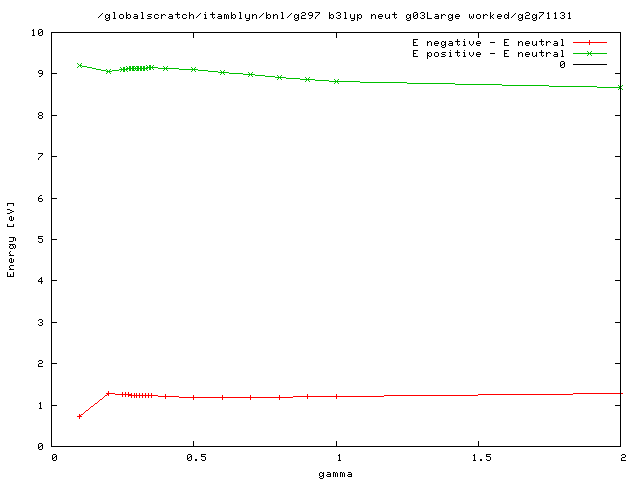 /globalscratch/itamblyn/bnl/g297 b3lyp neut g03Large worked/g2g71131
E negative - E neutral
E positive - E neutral
0
10
9
8
7
6
5
4
3
2
1
0
Energy [eV]
0 0.5 1 1.5 2
gamma